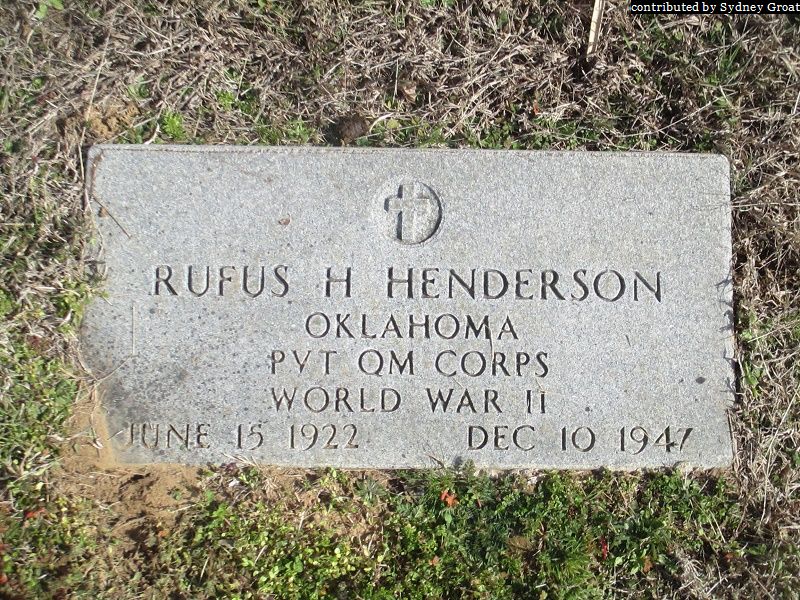 contributed by Sydney Groat
RUFUS H HENDERSON
OKLAHOMA
PVT QM CORPS
WORLD WAR II
JUNE 15 1922 DEC 10 1947